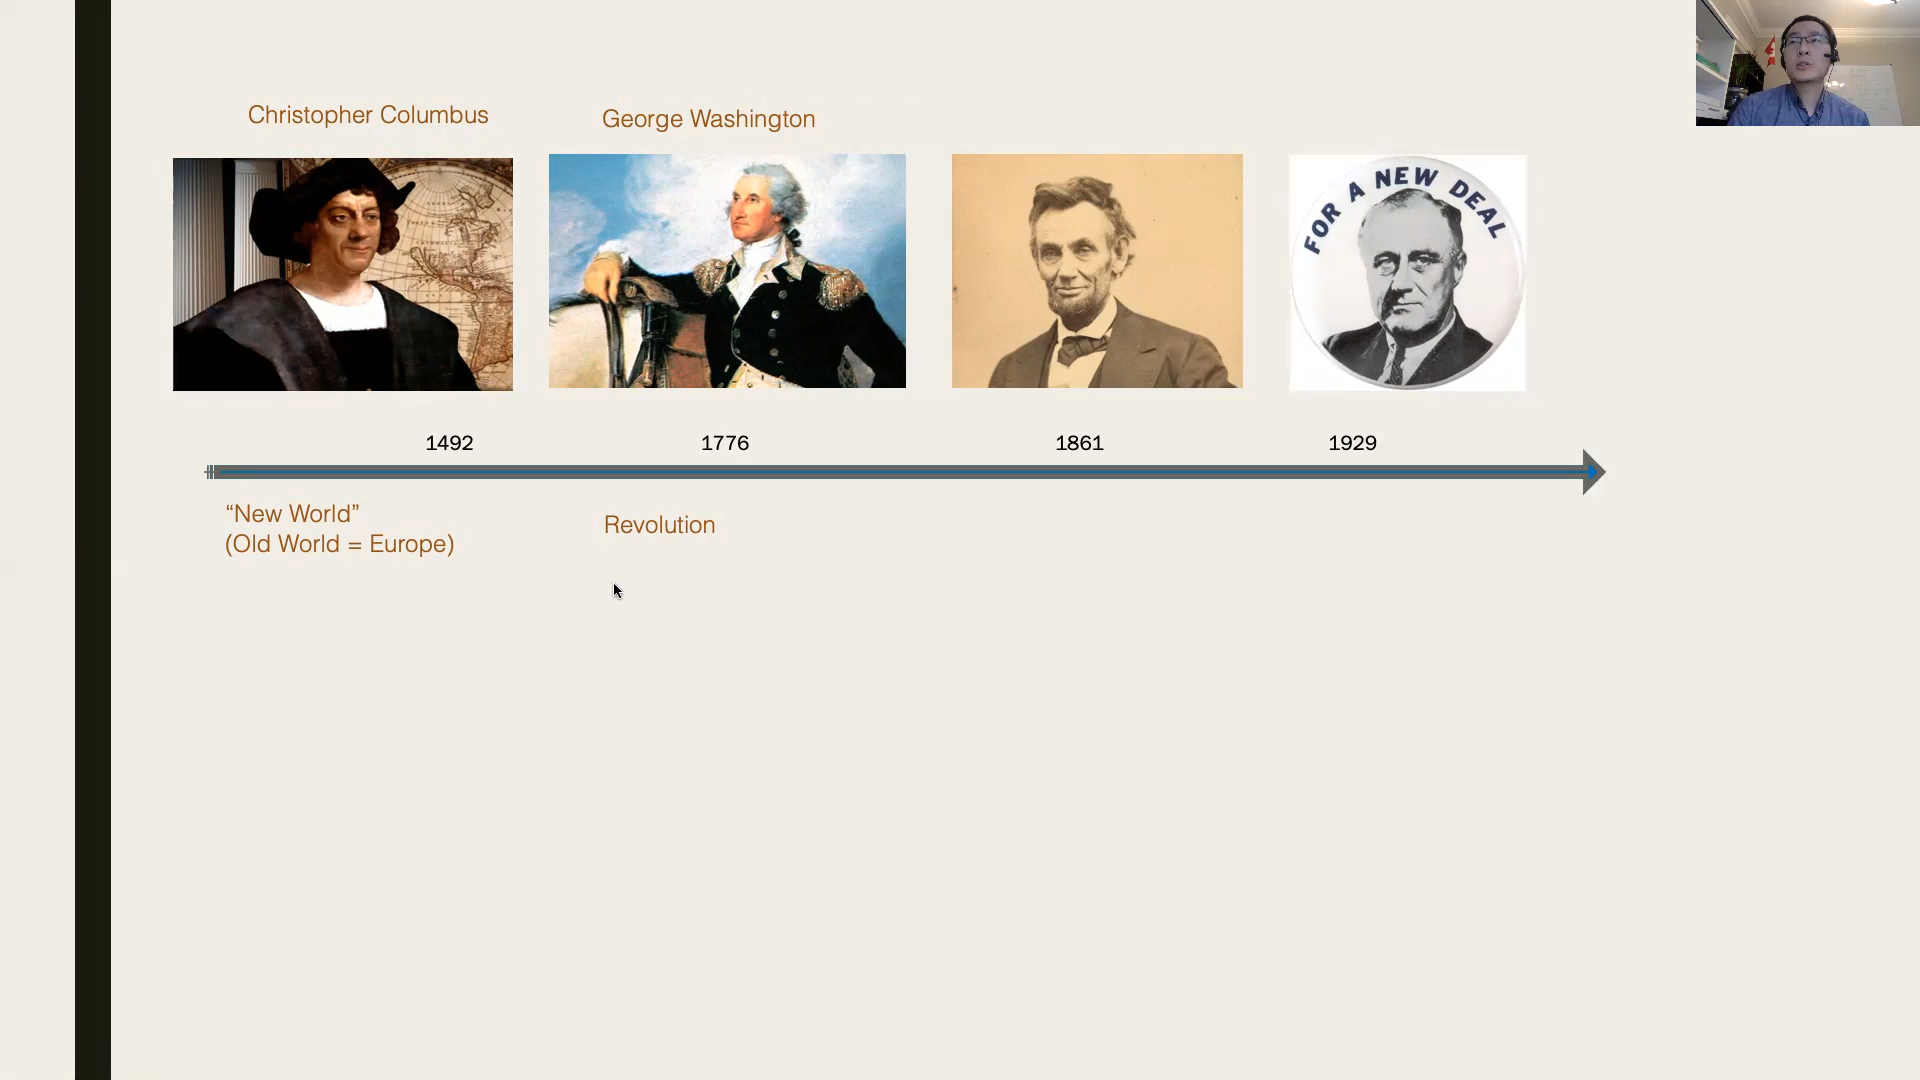 Christopher Columbus
George Washington
FOR A NEW DEAL
1492
1776
1861
1929
“New World”
(Old World = Europe)
Revolution